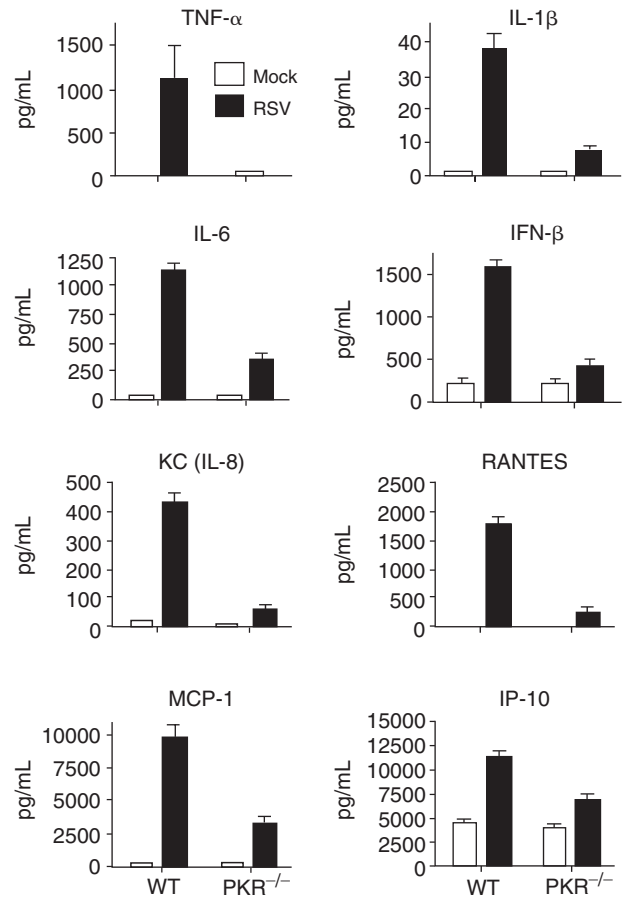 TNF-α
pg/mL
1500
1000
500
0
Mock
RSV
IL-1β
pg/mL
40
30
20
10
0
IL-6
pg/mL
1250
1000
750
500
250
0
IFN-β
pg/mL
1500
1000
500
0
KC (IL-8)
pg/mL
500
400
300
200
100
0
RANTES
pg/mL
2500
2000
1500
1000
500
0
MCP-1
pg/mL
10000
7500
5000
2500
0
WT
PKR−/−
IP-10
pg/mL
15000
12500
10000
7500
5000
2500
0
WT
PKR−/−